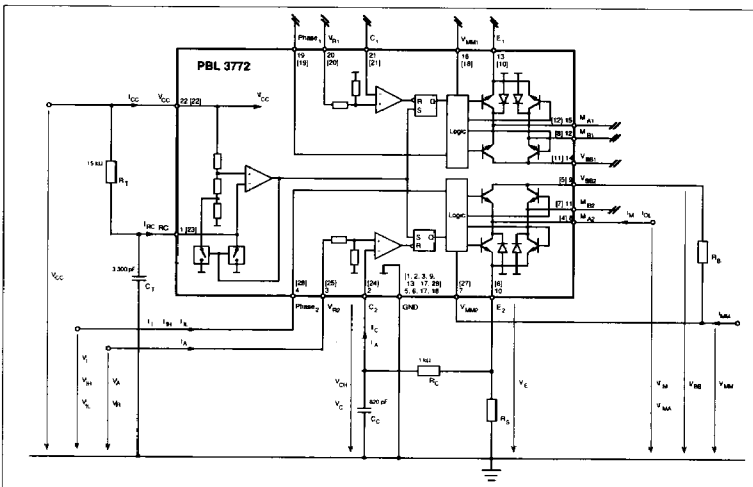 Phase1 VR1 C1 VMM1 E1
19 20 21 18 13
[19] [20] [21] [18] [10]
PBL 3772
ICC VCC 22 [22] VCC
R Q
S
Logic
[12] 15 MA1
[8] 12 MB1
[11] 14 VBB1
[5] 9 VBB2
[7] 11 MB2
[4] 8 MA2 IM IOL
15 kΩ
RT
+
-
IRC RC 1 [23]
S Q
R
Logic
RB
VCC
3 300 pF
CT
[28] [25] [24] [1, 2, 3, 9, [27] [6]
13, 17, 28]
4 3 2 5, 6, 17, 18 7 10
Phase2 VR2 C2 GND VMM2 E2
II IIH IIL
IA
IC
IA
IMM
1 kΩ
RC
VI
VIH VA
VIL VR
VCH
VC
820 pF
CC
RS
VE
VM
VMA
VBB VMM